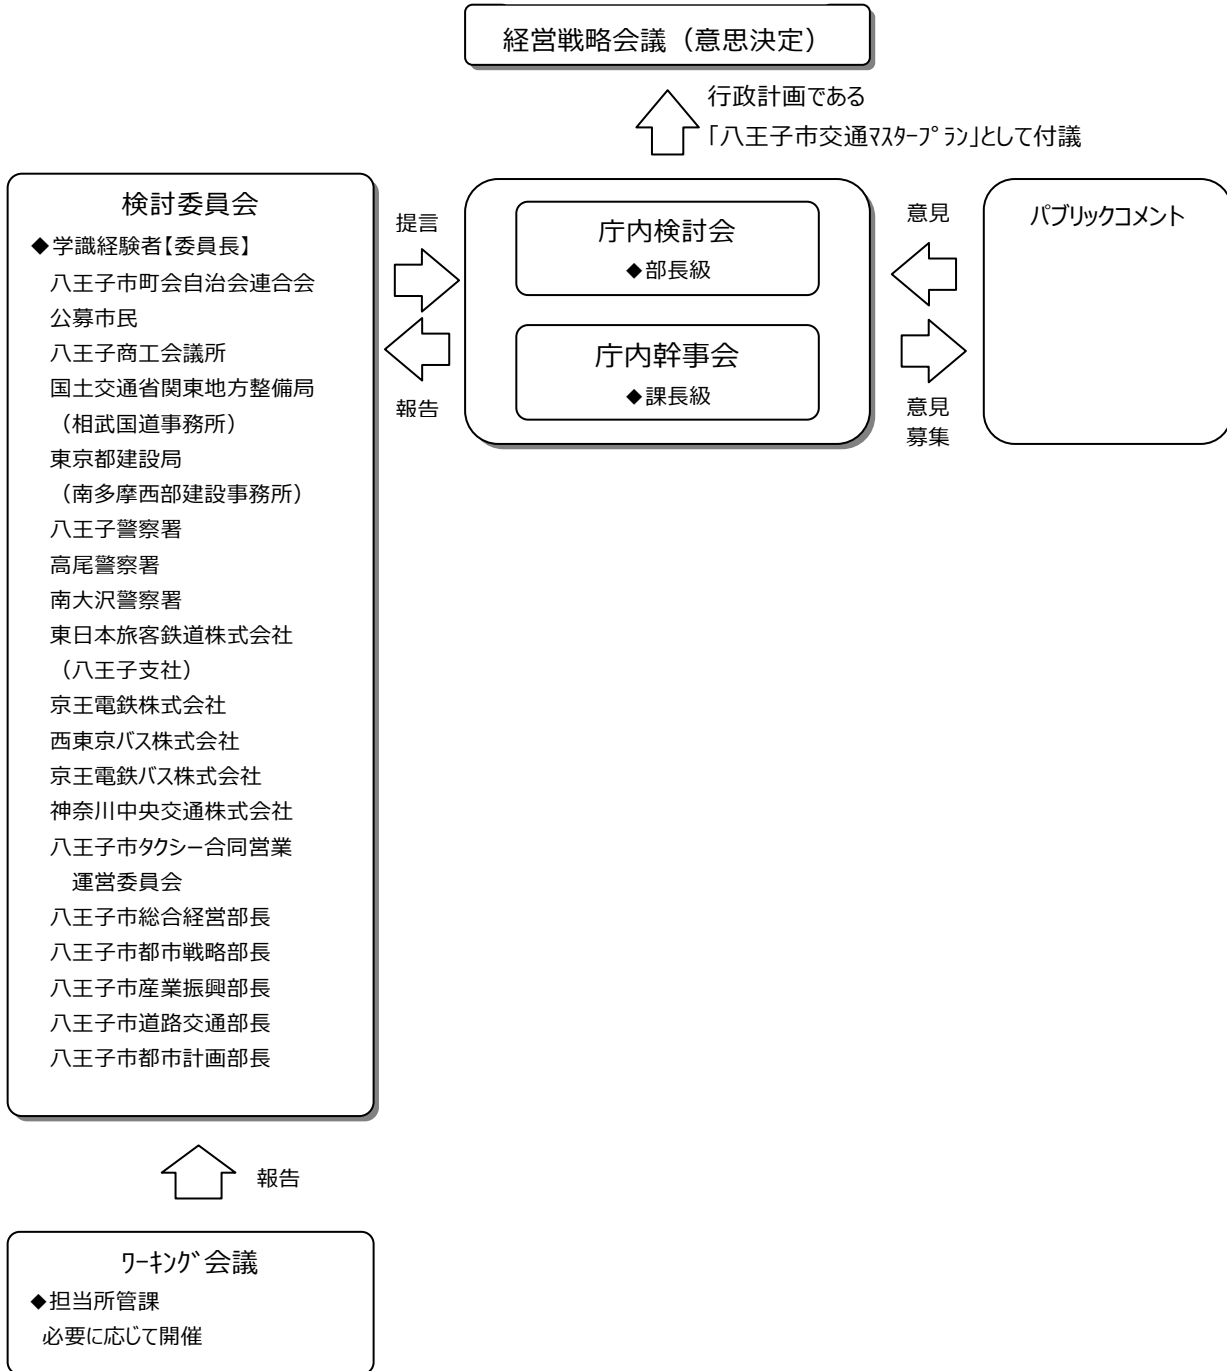 経営戦略会議（意思決定）
行政計画である
「八王子市交通ﾏｽﾀｰﾌﾟﾗﾝ」として付議
検討委員会
◆学識経験者【委員長】
八王子市町会自治会連合会
公募市民
八王子商工会議所
国土交通省関東地方整備局
（相武国道事務所）
東京都建設局
（南多摩西部建設事務所）
八王子警察署
高尾警察署
南大沢警察署
東日本旅客鉄道株式会社
（八王子支社）
京王電鉄株式会社
西東京バス株式会社
京王電鉄バス株式会社
神奈川中央交通株式会社
八王子市タクシー合同営業
運営委員会
八王子市総合経営部長
八王子市都市戦略部長
八王子市産業振興部長
八王子市道路交通部長
八王子市都市計画部長
提言
報告
庁内検討会
◆部長級
庁内幹事会
◆課長級
意見
意見
募集
パブリックコメント
報告
ﾜｰｷﾝｸﾞ会議
◆担当所管課
必要に応じて開催